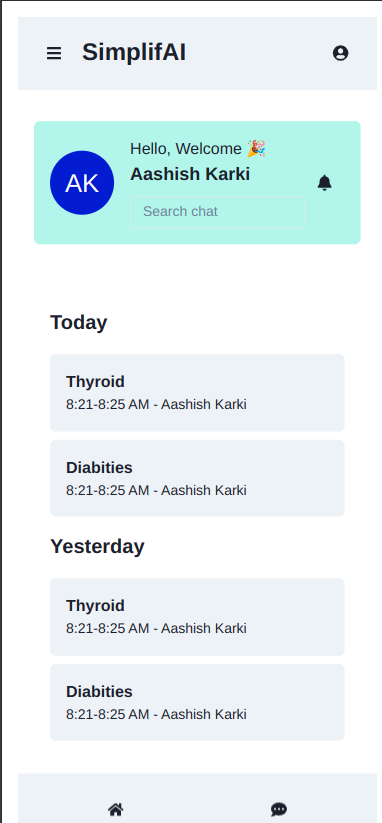 SimplifAI
Hello, Welcome 🎉
AK
Aashish Karki
Search chat
Today
Thyroid
8:21-8:25 AM - Aashish Karki
Diabities
8:21-8:25 AM - Aashish Karki
Yesterday
Thyroid
8:21-8:25 AM - Aashish Karki
Diabities
8:21-8:25 AM - Aashish Karki